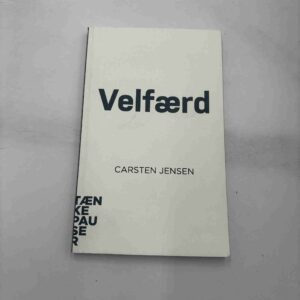 Velfærd
CARSTEN JENSEN
TÆN
KE
PAU
SE
R